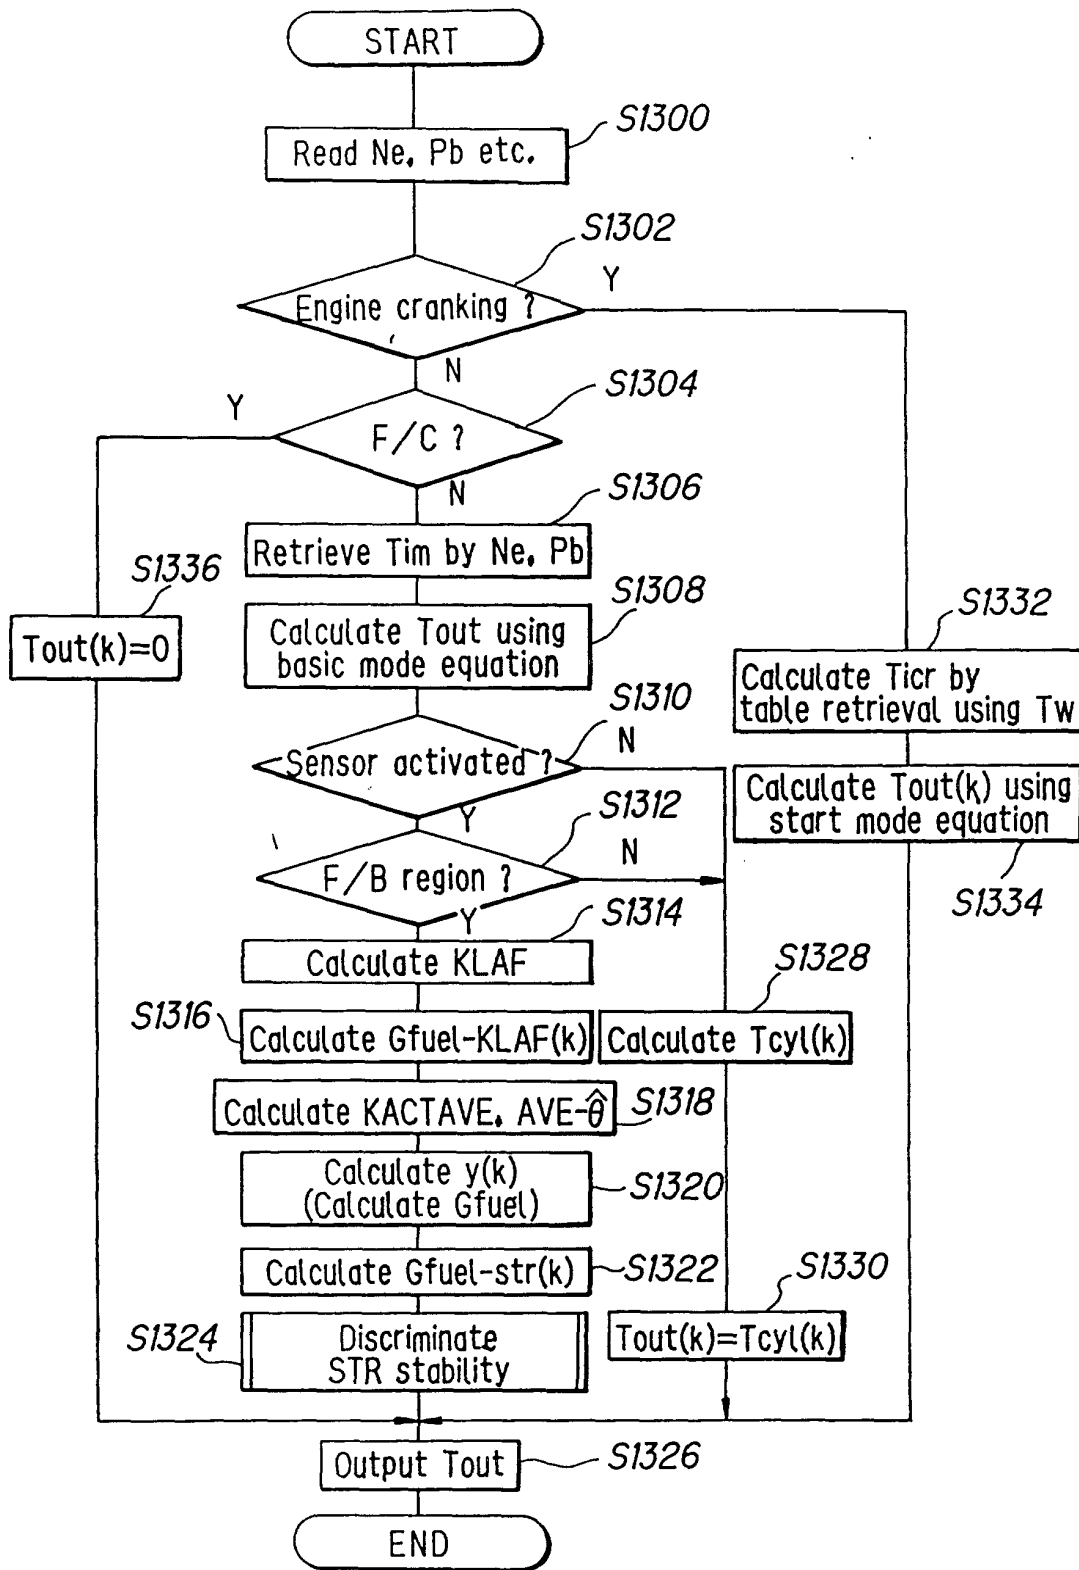 START
S1300
Read Ne. Pb etc.
S1302
Engine cranking ?
Y
N
S1304
Y
F/C ?
N
S1306
Retrieve Tim by Ne. Pb
S1336
Tout(k)=0
S1308
Calculate Tout using
basic mode equation
S1332
Calculate Ticr by
table retrieval using Tw
S1310
Sensor activated ?
N
Y
Calculate Tout(k) using
start mode equation
S1334
S1312
F/B region ?
N
Y
S1314
Calculate KLAF
S1316
Calculate Gfuel-KLAF(k)
S1328
Calculate Tcyl(k)
Calculate KACTAVE. AVE-θ̂
S1318
Calculate y(k)
(Calculate Gfuel)
S1320
Calculate Gfuel-str(k)
S1322
S1330
Tout(k)=Tcyl(k)
S1324
Discriminate
STR stability
Output Tout
S1326
END